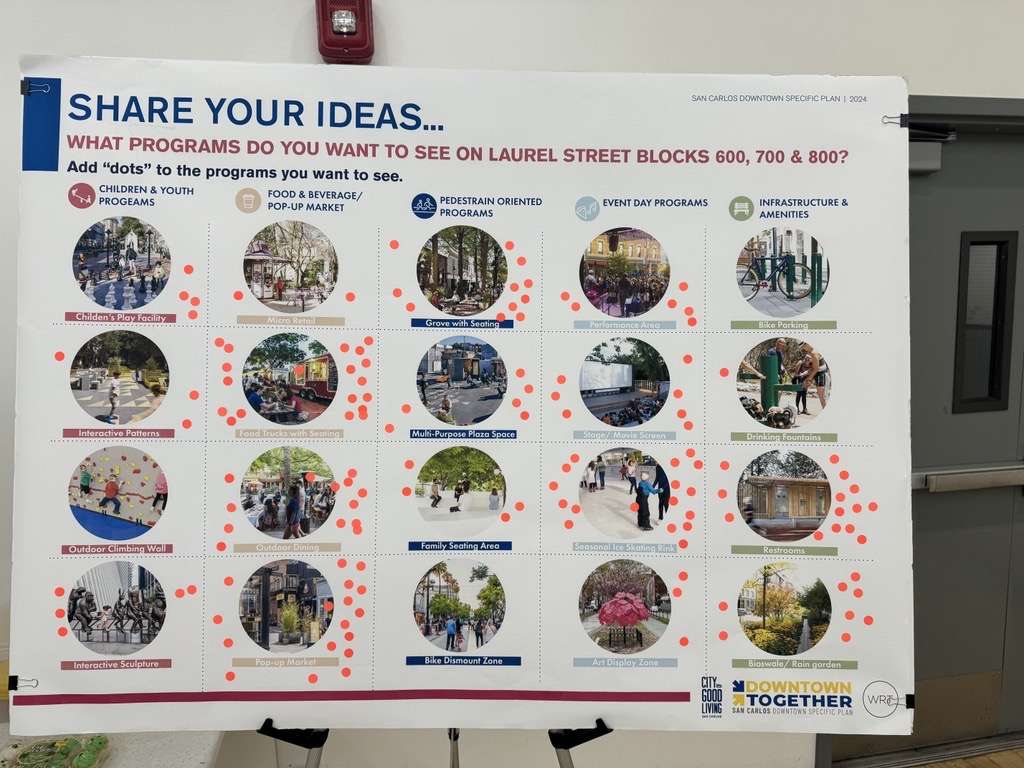 SAN CARLOS DOWNTOWN SPECIFIC PLAN | 2024
SHARE YOUR IDEAS...
WHAT PROGRAMS DO YOU WANT TO SEE ON LAUREL STREET BLOCKS 600, 700 & 800?
Add “dots” to the programs you want to see.
CHILDREN & YOUTH
PROGEAMS
FOOD & BEVERAGE/
POP-UP MARKET
PEDESTRAIN ORIENTED
PROGRAMS
EVENT DAY PROGRAMS
INFRASTRUCTURE &
AMENITIES
Childen's Play Facility
Micro Retail
Grove with Seating
Performance Area
Bike Parking
Interactive Patterns
Food Trucks with Seating
Multi-Purpose Plaza Space
Stage/ Movie Screen
Drinking Fountains
Outdoor Climbing Wall
Outdoor Dining
Family Seating Area
Seasonal Ice Skating Rink
Restrooms
Interactive Sculpture
Pop-up Market
Bike Dismount Zone
Art Display Zone
Bioswale/ Rain garden
CITY OF
GOOD
LIVING
SAN CARLOS
DOWNTOWN
TOGETHER
SAN CARLOS DOWNTOWN SPECIFIC PLAN
WRT